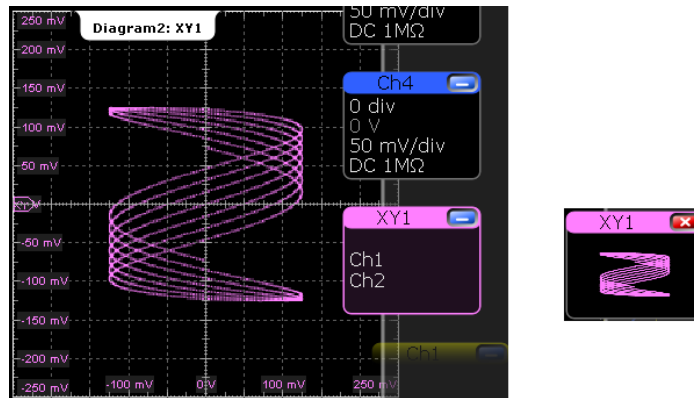 250 mV
Diagram2: XY1
200 mV
150 mV
100 mV
50 mV
-50 mV
-100 mV
-150 mV
-200 mV
-250 mV
-100 mV
0 V
100 mV
250 mV
50 mV/div
DC 1MΩ
Ch4
0 div
0 V
50 mV/div
DC 1MΩ
XY1
Ch1
Ch2
Ch1
XY1